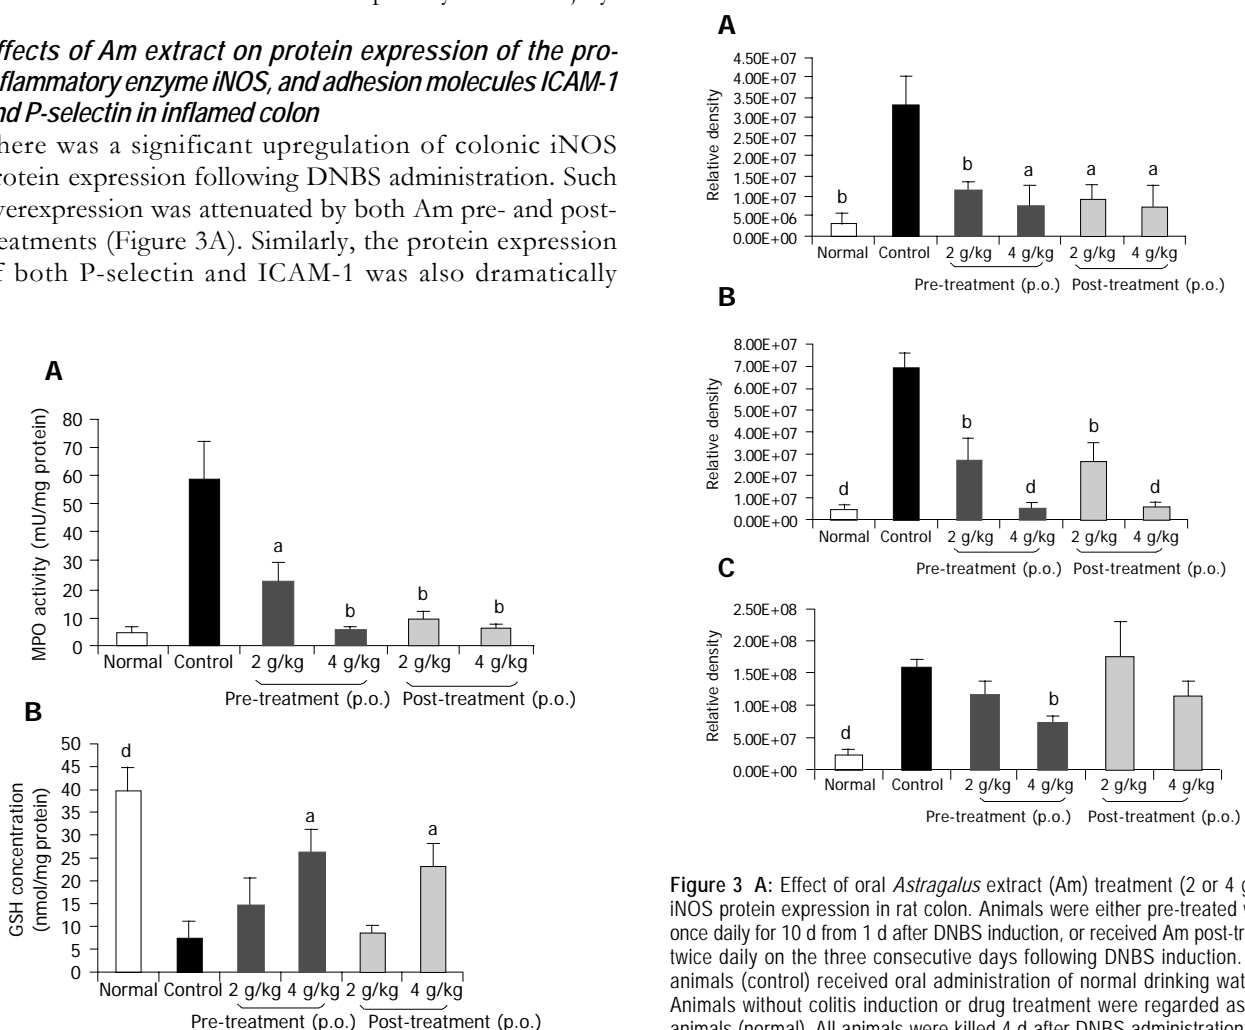 ffects of Am extract on protein expression of the pro-
flammatory enzyme iNOS, and adhesion molecules ICAM-1
nd P-selectin in inflamed colon
here was a significant upregulation of colonic iNOS
rotein expression following DNBS administration. Such
verexpression was attenuated by both Am pre- and post-
reatments (Figure 3A). Similarly, the protein expression
f both P-selectin and ICAM-1 was also dramatically
A
MPO activity (mU/mg protein)
80
70
60
50
40
30
20
10
0
a
b
b
b
Normal Control 2 g/kg 4 g/kg 2 g/kg 4 g/kg
Pre-treatment (p.o.) Post-treatment (p.o.)
B
GSH concentration
(nmol/mg protein)
50
45
40
35
30
25
20
15
10
5
0
d
a
a
Normal Control 2 g/kg 4 g/kg 2 g/kg 4 g/kg
Pre-treatment (p.o.) Post-treatment (p.o.)
A
Relative density
4.50E+07
4.00E+07
3.50E+07
3.00E+07
2.50E+07
2.00E+07
1.50E+07
1.00E+07
5.00E+06
0.00E+00
b
b
a
a
a
Normal Control 2 g/kg 4 g/kg 2 g/kg 4 g/kg
Pre-treatment (p.o.) Post-treatment (p.o.)
B
Relative density
8.00E+07
7.00E+07
6.00E+07
5.00E+07
4.00E+07
3.00E+07
2.00E+07
1.00E+07
0.00E+00
d
b
d
b
d
Normal Control 2 g/kg 4 g/kg 2 g/kg 4 g/kg
Pre-treatment (p.o.) Post-treatment (p.o.)
C
Relative density
2.50E+08
2.00E+08
1.50E+08
1.00E+08
5.00E+07
0.00E+00
d
b
Normal Control 2 g/kg 4 g/kg 2 g/kg 4 g/kg
Pre-treatment (p.o.) Post-treatment (p.o.)
Figure 3 A: Effect of oral Astragalus extract (Am) treatment (2 or 4 g
iNOS protein expression in rat colon. Animals were either pre-treated
once daily for 10 d from 1 d after DNBS induction, or received Am post-tr
twice daily on the three consecutive days following DNBS induction.
animals (control) received oral administration of normal drinking wat
Animals without colitis induction or drug treatment were regarded as
animals (normal). All animals were killed 4 d after DNBS administration